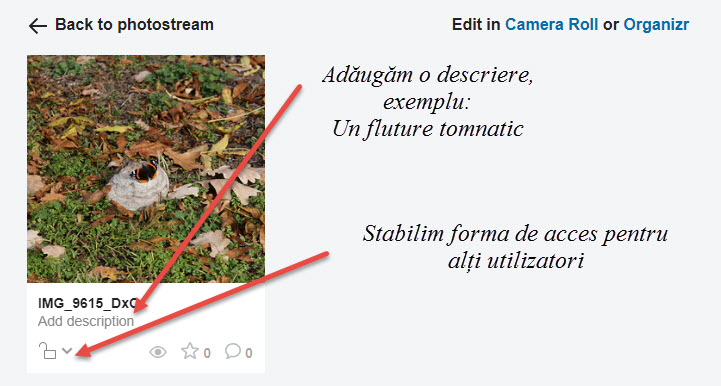 Back to photostream
Edit in Camera Roll or Organizr
Adăugăm o descriere,
exemplu:
Un fluture tomnatic
Stabilim forma de acces pentru
alți utilizatori
IMG_9615_DxO
Add description
0
0